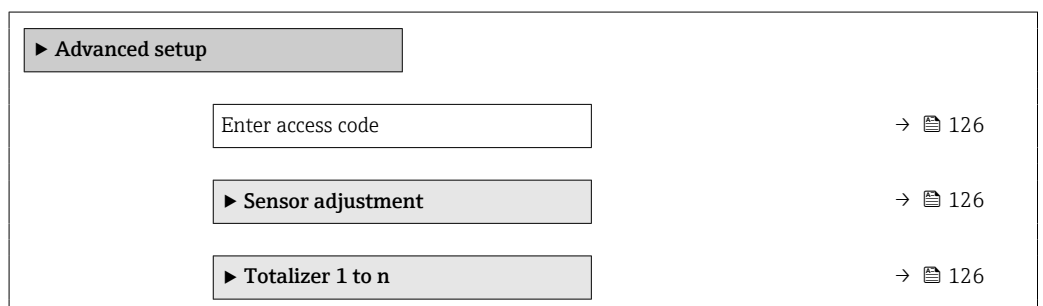 ▶ Advanced setup
Enter access code → 126
▶ Sensor adjustment → 126
▶ Totalizer 1 to n → 126